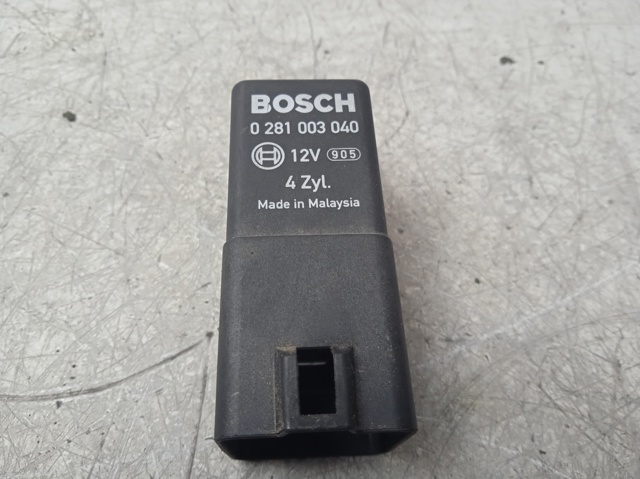 BOSCH
0 281 003 040
12V 905
4 Zyl.
Made in Malaysia